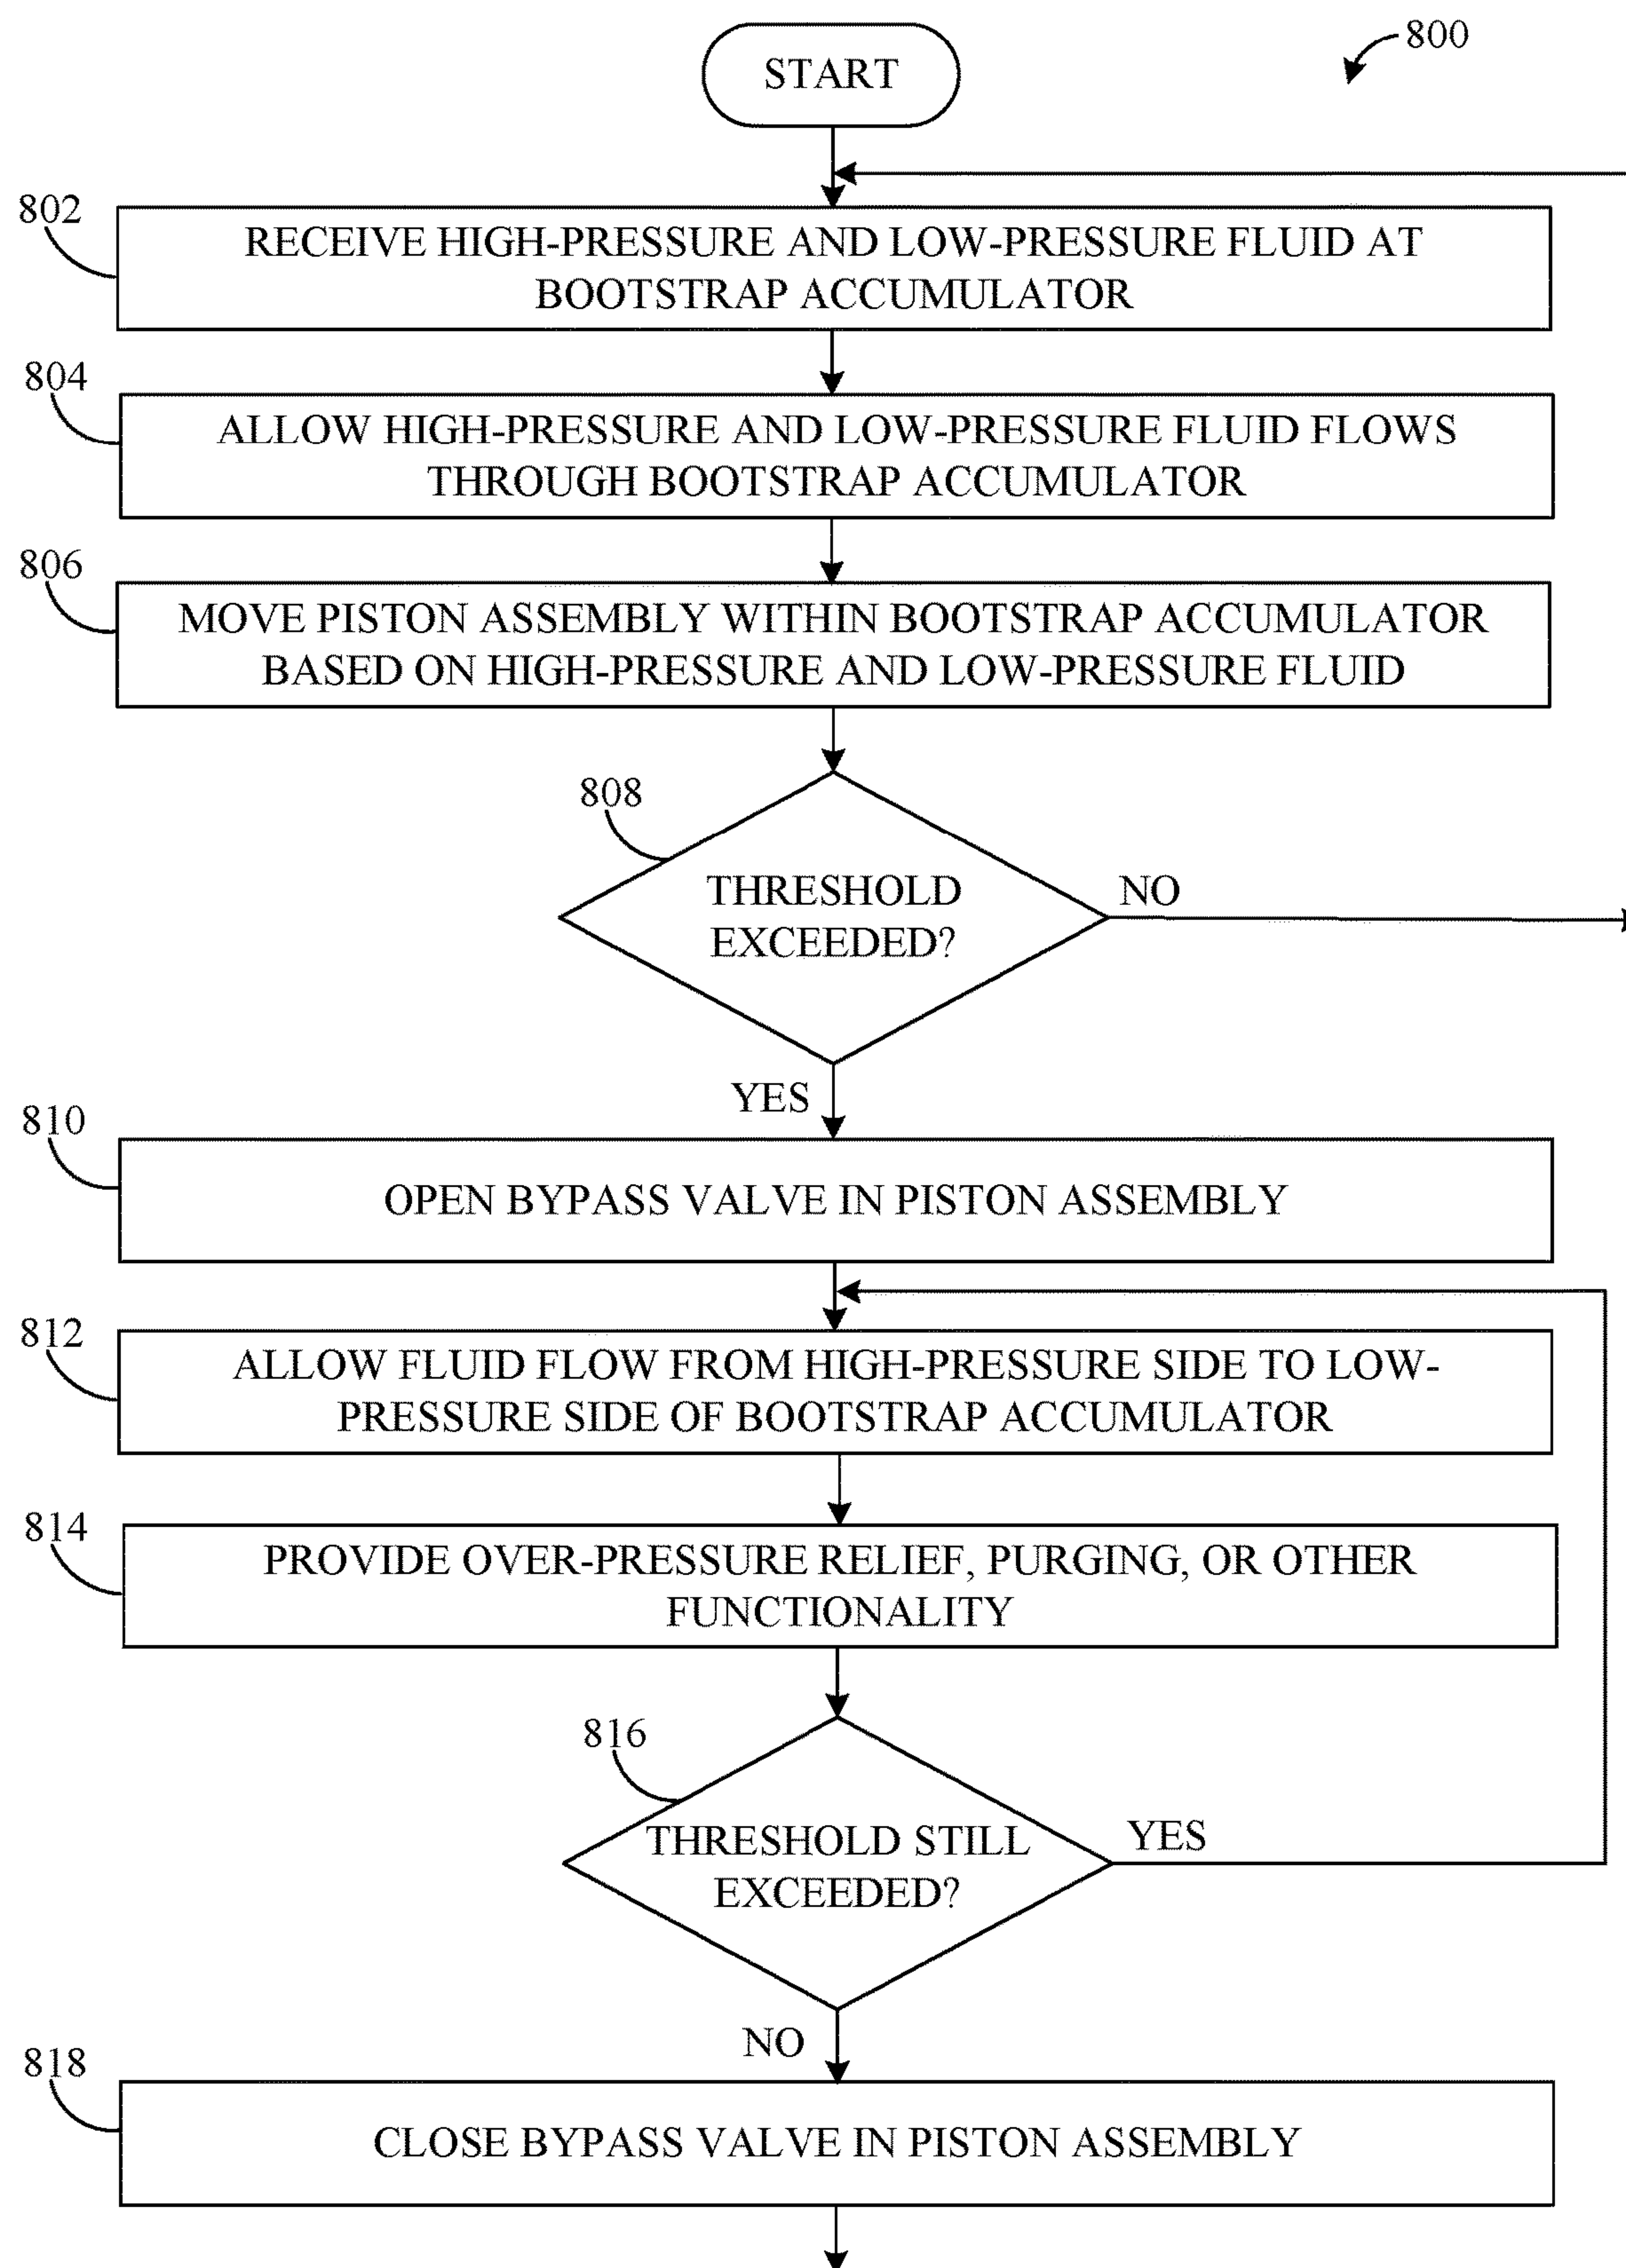 START
800
802
RECEIVE HIGH-PRESSURE AND LOW-PRESSURE FLUID AT
BOOTSTRAP ACCUMULATOR
804
ALLOW HIGH-PRESSURE AND LOW-PRESSURE FLUID FLOWS
THROUGH BOOTSTRAP ACCUMULATOR
806
MOVE PISTON ASSEMBLY WITHIN BOOTSTRAP ACCUMULATOR
BASED ON HIGH-PRESSURE AND LOW-PRESSURE FLUID
808
THRESHOLD
EXCEEDED?
NO
YES
810
OPEN BYPASS VALVE IN PISTON ASSEMBLY
812
ALLOW FLUID FLOW FROM HIGH-PRESSURE SIDE TO LOW-
PRESSURE SIDE OF BOOTSTRAP ACCUMULATOR
814
PROVIDE OVER-PRESSURE RELIEF, PURGING, OR OTHER
FUNCTIONALITY
816
THRESHOLD STILL
EXCEEDED?
YES
NO
818
CLOSE BYPASS VALVE IN PISTON ASSEMBLY